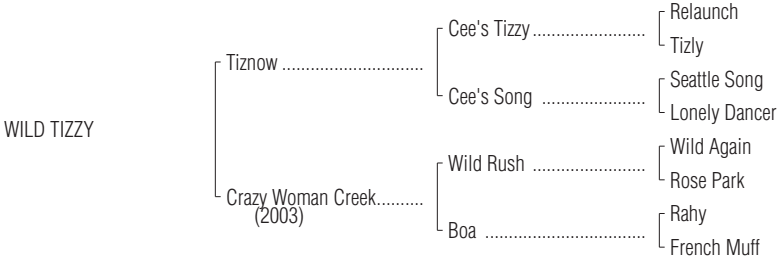 Relaunch
Cee's Tizzy........................
Tizly
Tiznow ..............................
Seattle Song
Cee's Song ......................
Lonely Dancer
WILD TIZZY
Wild Again
Wild Rush ........................
Rose Park
Crazy Woman Creek..........
(2003)
Rahy
Boa ..................................
French Muff